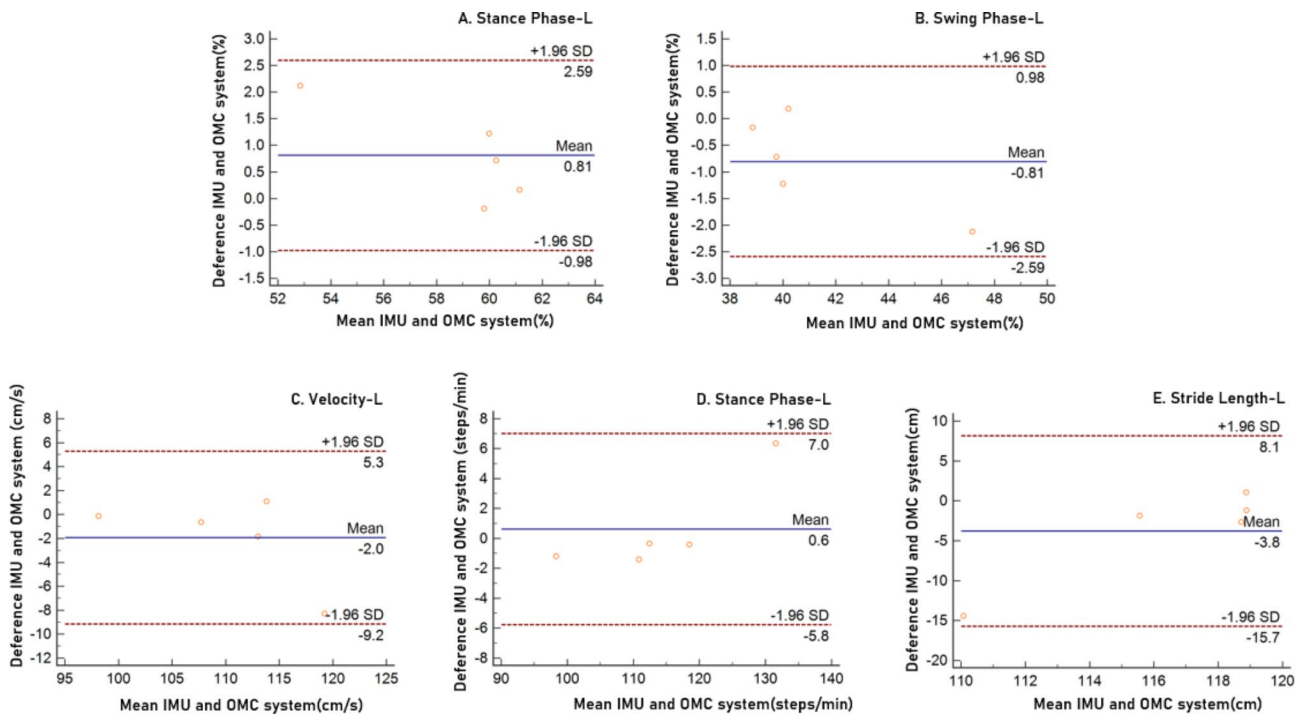 A. Stance Phase-L
Deference IMU and OMC system(%)
3.0
2.5
2.0
1.5
1.0
0.5
0.0
-0.5
-1.0
-1.5
+1.96 SD
2.59
Mean
0.81
-1.96 SD
-0.98
52 54 56 58 60 62 64
Mean IMU and OMC system(%)
B. Swing Phase-L
Deference IMU and OMC system(%)
1.5
1.0
0.5
0.0
-0.5
-1.0
-1.5
-2.0
-2.5
-3.0
+1.96 SD
0.98
Mean
-0.81
-1.96 SD
-2.59
38 40 42 44 46 48 50
Mean IMU and OMC system(%)
C. Velocity-L
Deference IMU and OMC system (cm/s)
8
6
4
2
0
-2
-4
-6
-8
-10
-12
+1.96 SD
5.3
Mean
-2.0
-1.96 SD
-9.2
95 100 105 110 115 120 125
Mean IMU and OMC system(cm/s)
D. Stance Phase-L
Deference IMU and OMC system (steps/min)
8
6
4
2
0
-2
-4
-6
-8
+1.96 SD
7.0
Mean
0.6
-1.96 SD
-5.8
90 100 110 120 130 140
Mean IMU and OMC system(steps/min)
E. Stride Length-L
Deference IMU and OMC system(cm)
10
5
0
-5
-10
-15
-20
+1.96 SD
8.1
Mean
-3.8
-1.96 SD
-15.7
110 112 114 116 118 120
Mean IMU and OMC system(cm)